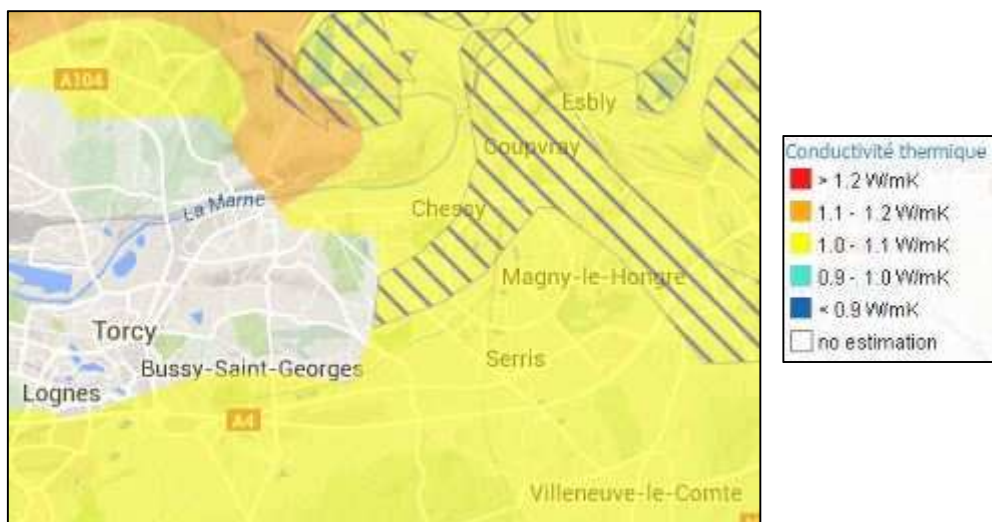 A104
Esbly
Coupvray
La Marne
Chessy
Magny-le-Hongre
Torcy
Serris
Bussy-Saint-Georges
Lognes
A4
Villeneuve-le-Comte
Conductivité thermique
> 1.2 W/mK
1.1 - 1.2 W/mK
1.0 - 1.1 W/mK
0.9 - 1.0 W/mK
< 0.9 W/mK
no estimation